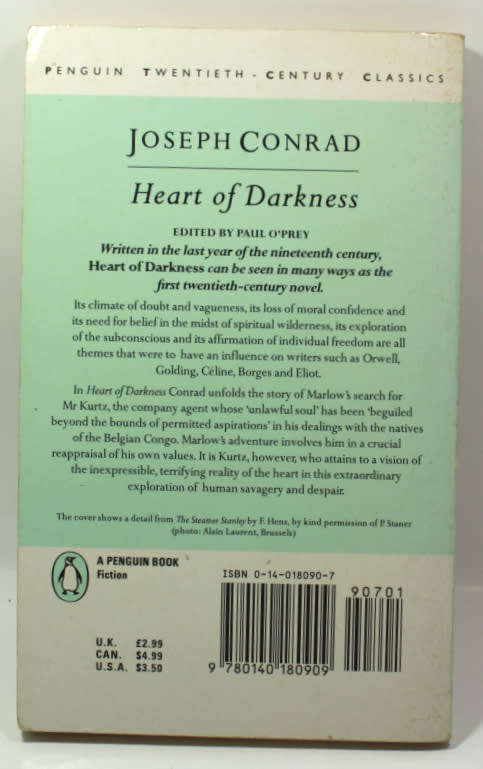 PENGUIN TWENTIETH - CENTURY CLASSICS
JOSEPH CONRAD
Heart of Darkness
EDITED BY PAUL O'PREY
Written in the last year of the nineteenth century,
Heart of Darkness can be seen in many ways as the
first twentieth-century novel.
Its climate of doubt and vagueness, its loss of moral confidence and
its need for belief in the midst of spiritual wilderness, its exploration
of the subconscious and its affirmation of individual freedom are all
themes that were to have an influence on writers such as Orwell,
Golding, Céline, Borges and Eliot.
In Heart of Darkness Conrad unfolds the story of Marlow's search for
Mr Kurtz, the company agent whose 'unlawful soul' has been 'beguiled
beyond the bounds of permitted aspirations' in his dealings with the natives
of the Belgian Congo. Marlow's adventure involves him in a crucial
reappraisal of his own values. It is Kurtz, however, who attains to a vision of
the inexpressible, terrifying reality of the heart in this extraordinary
exploration of human savagery and despair.
The cover shows a detail from The Steamer Stanley by F. Hens, by kind permission of P. Staner
(photo: Alain Laurent, Brussels)
A PENGUIN BOOK
Fiction
U.K. £2.99
CAN. $4.99
U.S.A. $3.50
ISBN 0-14-018090-7
90701
9 780140 180909